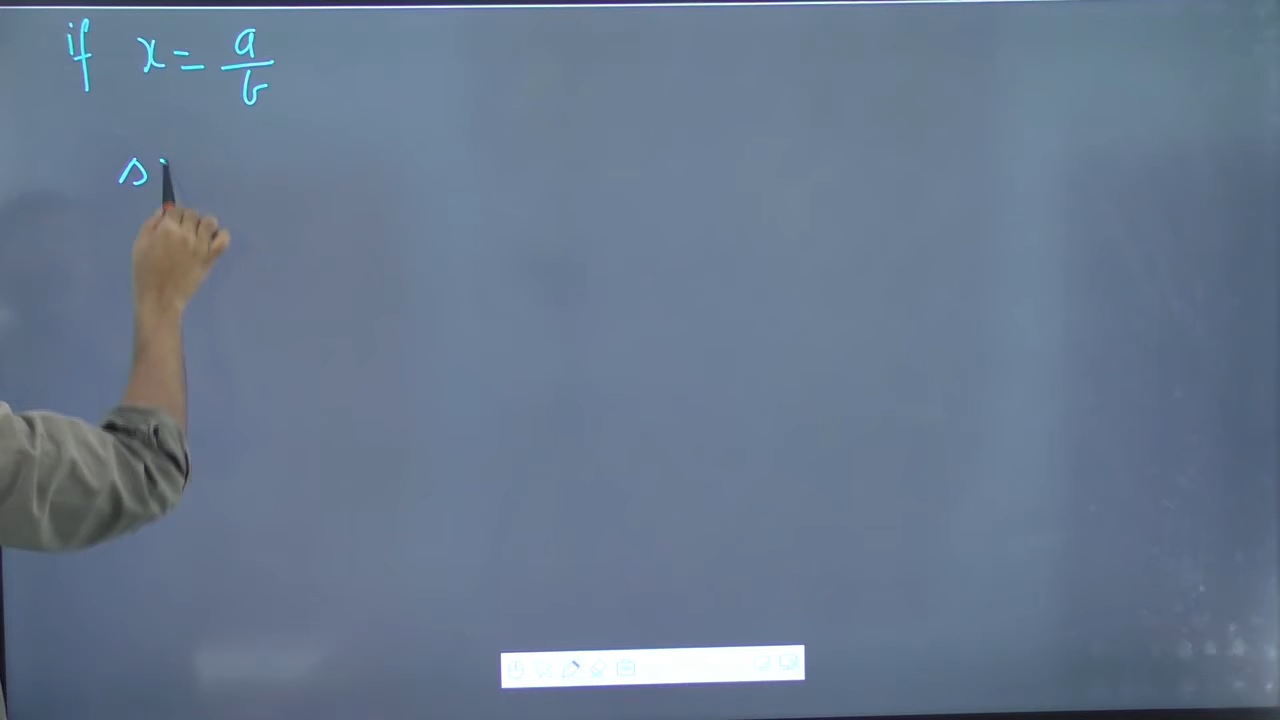 if x = a/b
s